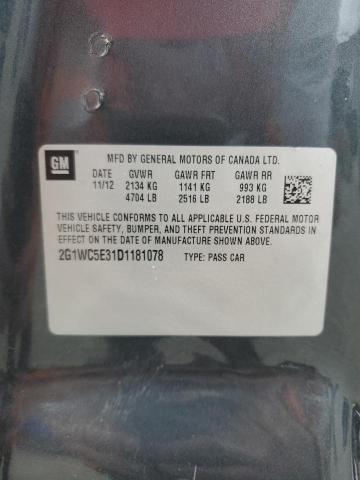 GM
MFD BY GENERAL MOTORS OF CANADA LTD.
DATE GVWR GAWR FRT GAWR RR
11/12 2134 KG 1141 KG 993 KG
4704 LB 2516 LB 2188 LB
THIS VEHICLE CONFORMS TO ALL APPLICABLE U.S. FEDERAL MOTOR
VEHICLE SAFETY, BUMPER, AND THEFT PREVENTION STANDARDS IN
EFFECT ON THE DATE OF MANUFACTURE SHOWN ABOVE.
2G1WC5E31D1181078 TYPE: PASS CAR